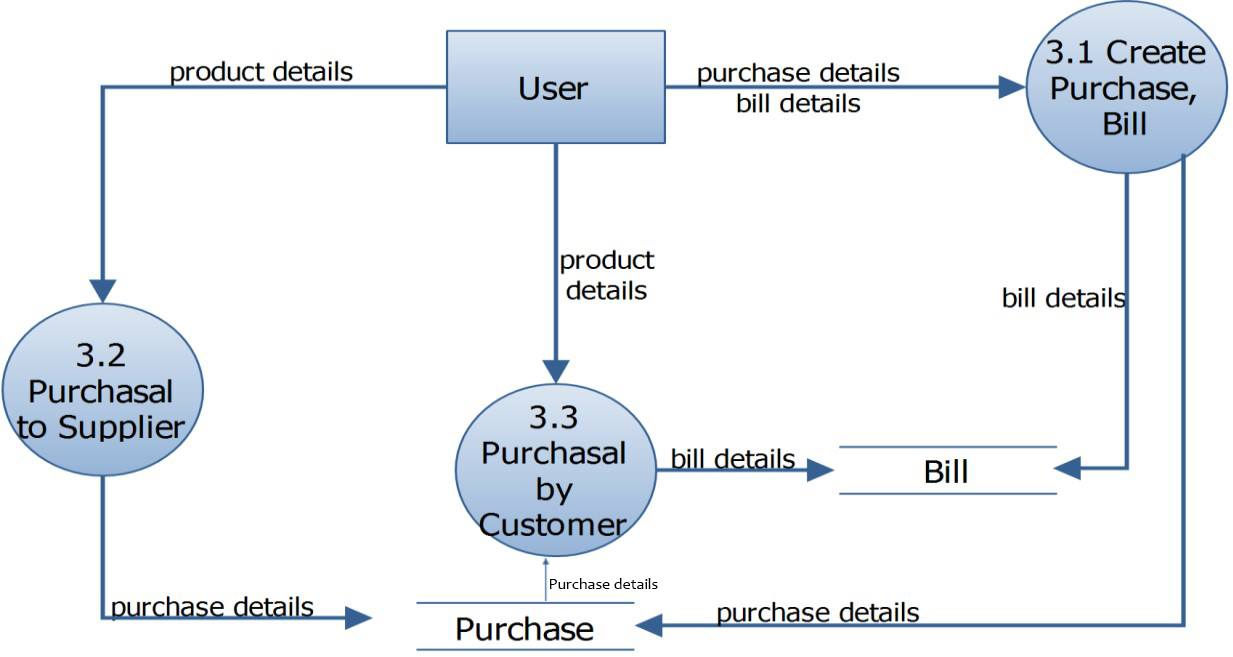 product details
User
purchase details
bill details
3.1 Create
Purchase,
Bill
product
details
bill details
3.2
Purchasal
to Supplier
3.3
Purchasal
by
Customer
bill details
Bill
Purchase details
purchase details
Purchase
purchase details